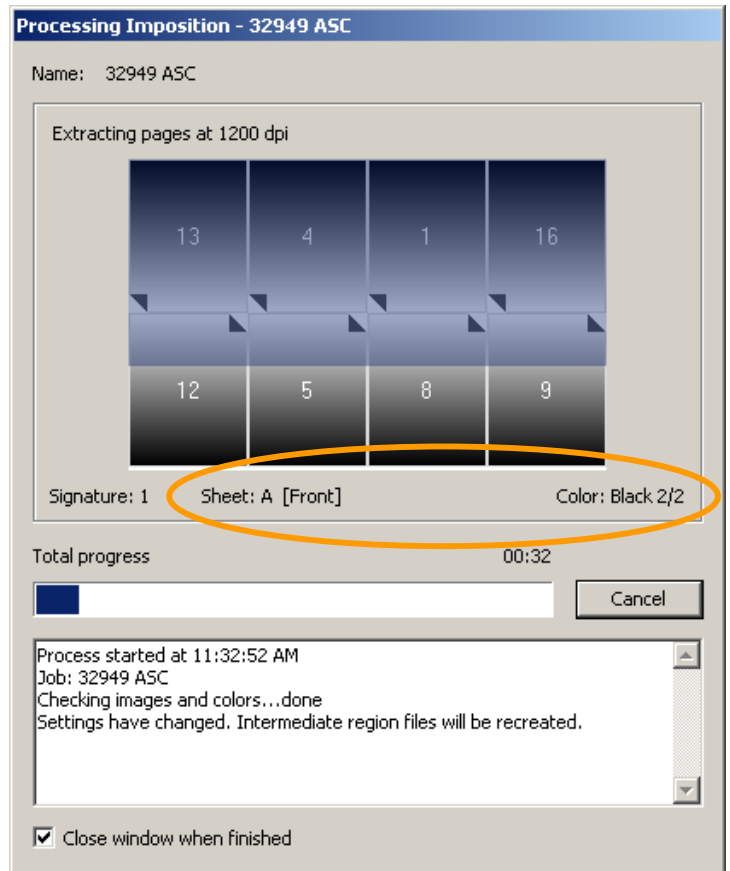 Processing Imposition - 32949 ASC
Name: 32949 ASC
Extracting pages at 1200 dpi
13 4 1 16
12 5 8 9
Signature: 1 Sheet: A [Front] Color: Black 2/2
Total progress 00:32
Cancel
Process started at 11:32:52 AM
Job: 32949 ASC
Checking images and colors...done
Settings have changed. Intermediate region files will be recreated.
Close window when finished